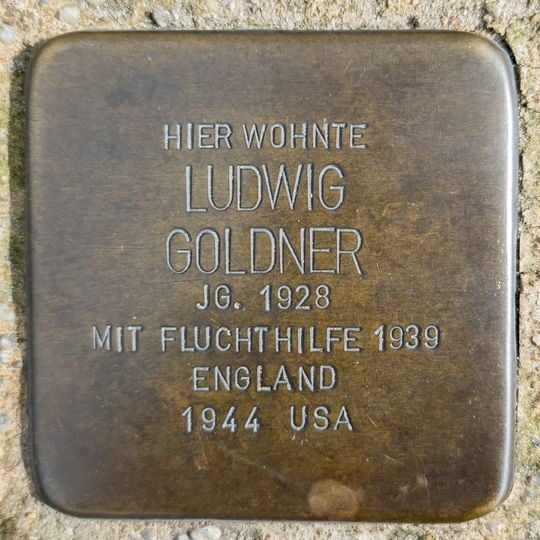 HIER WOHNTE
LUDWIG
GOLDNER
JG. 1928
MIT FLUCHTHILFE 1939
ENGLAND
1944 USA